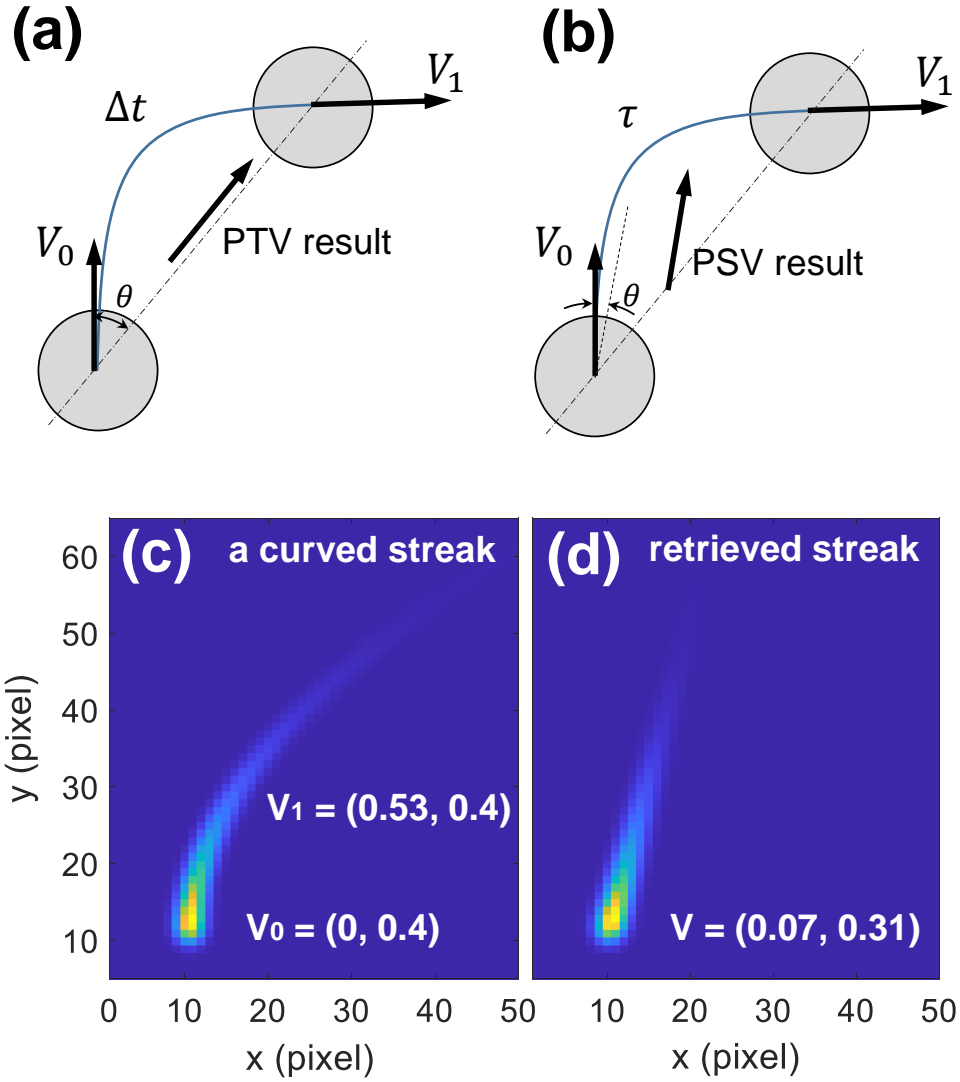 (a)
V₁
Δt
V₀
PTV result
θ
(b)
V₁
τ
V₀
PSV result
θ
(c) a curved streak
60
50
40
30
20
10
y (pixel)
V₁ = (0.53, 0.4)
V₀ = (0, 0.4)
0 10 20 30 40 50
x (pixel)
(d) retrieved streak
V = (0.07, 0.31)
10 20 30 40 50
x (pixel)